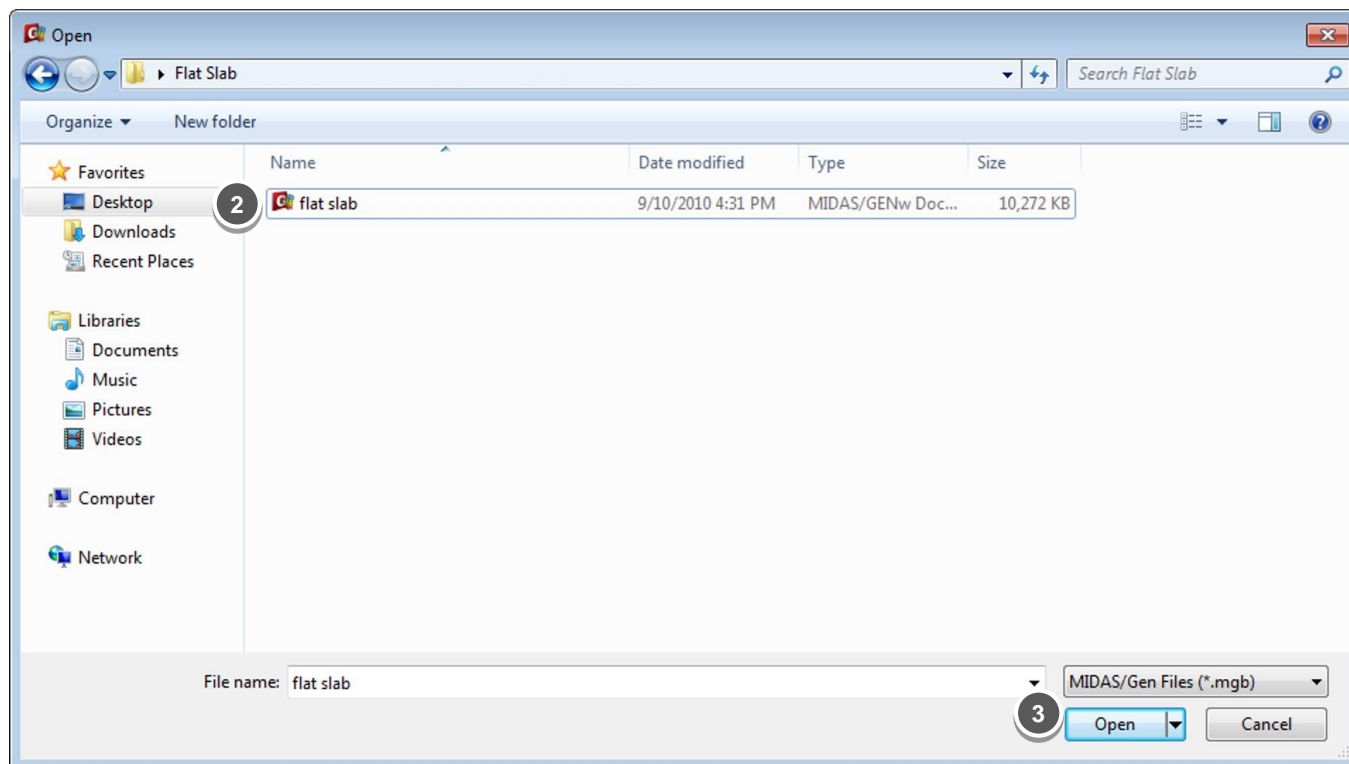 Open
Flat Slab
Search Flat Slab
Organize
New folder
Favorites
Desktop
Downloads
Recent Places
Libraries
Documents
Music
Pictures
Videos
Computer
Network
Name Date modified Type Size
2 flat slab 9/10/2010 4:31 PM MIDAS/GENw Doc... 10,272 KB
File name: flat slab MIDAS/Gen Files (*.mgb)
3 Open Cancel